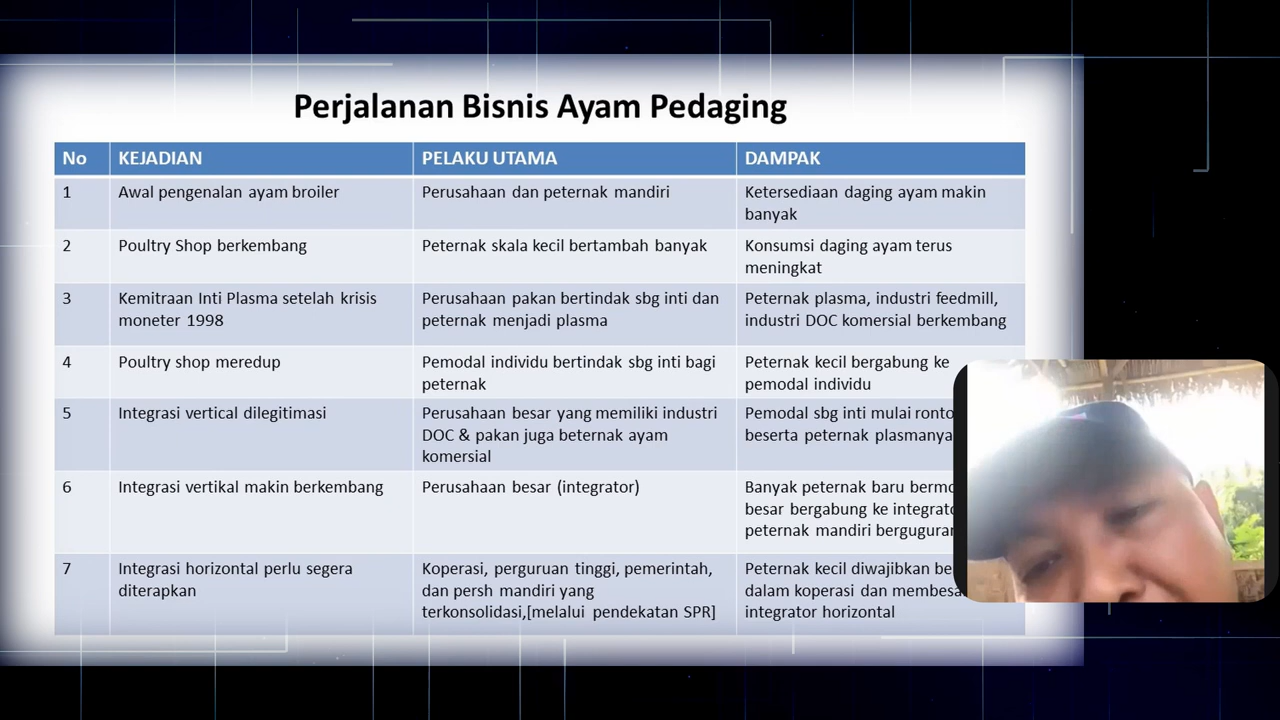 Perjalanan Bisnis Ayam Pedaging
No KEJADIAN PELAKU UTAMA DAMPAK
1 Awal pengenalan ayam broiler Perusahaan dan peternak mandiri Ketersediaan daging ayam makin
banyak
2 Poultry Shop berkembang Peternak skala kecil bertambah banyak Konsumsi daging ayam terus
meningkat
3 Kemitraan Inti Plasma setelah krisis Perusahaan pakan bertindak sbg inti dan Peternak plasma, industri feedmill,
moneter 1998 peternak menjadi plasma industri DOC komersial berkembang
4 Poultry shop meredup Pemodal individu bertindak sbg inti bagi Peternak kecil bergabung ke
peternak pemodal individu
5 Integrasi vertical dilegitimasi Perusahaan besar yang memiliki industri Pemodal sbg inti mulai
DOC & pakan juga beternak ayam beserta peternak plasmanya
komersial
6 Integrasi vertikal makin berkembang Perusahaan besar (integrator) Banyak peternak baru
besar bergabung ke
peternak mandiri
7 Integrasi horizontal perlu segera Koperasi, perguruan tinggi, pemerintah, Peternak kecil diwajibkan
diterapkan dan persh mandiri yang dalam koperasi dan
terkonsolidasi,[melalui pendekatan SPR] integrator horizontal